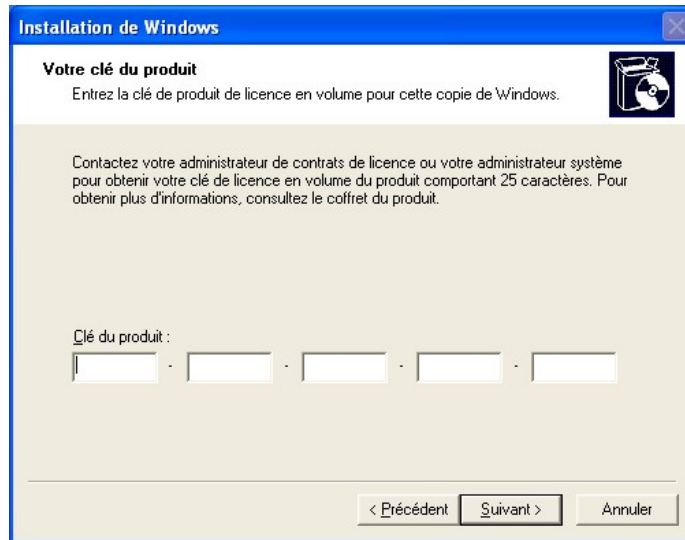 Installation de Windows
Votre clé du produit
Entrez la clé de produit de licence en volume pour cette copie de Windows.
Contactez votre administrateur de contrats de licence ou votre administrateur système
pour obtenir votre clé de licence en volume du produit comportant 25 caractères. Pour
obtenir plus d'informations, consultez le coffret du produit.
Clé du produit :
- - - -
< Précédent Suivant > Annuler